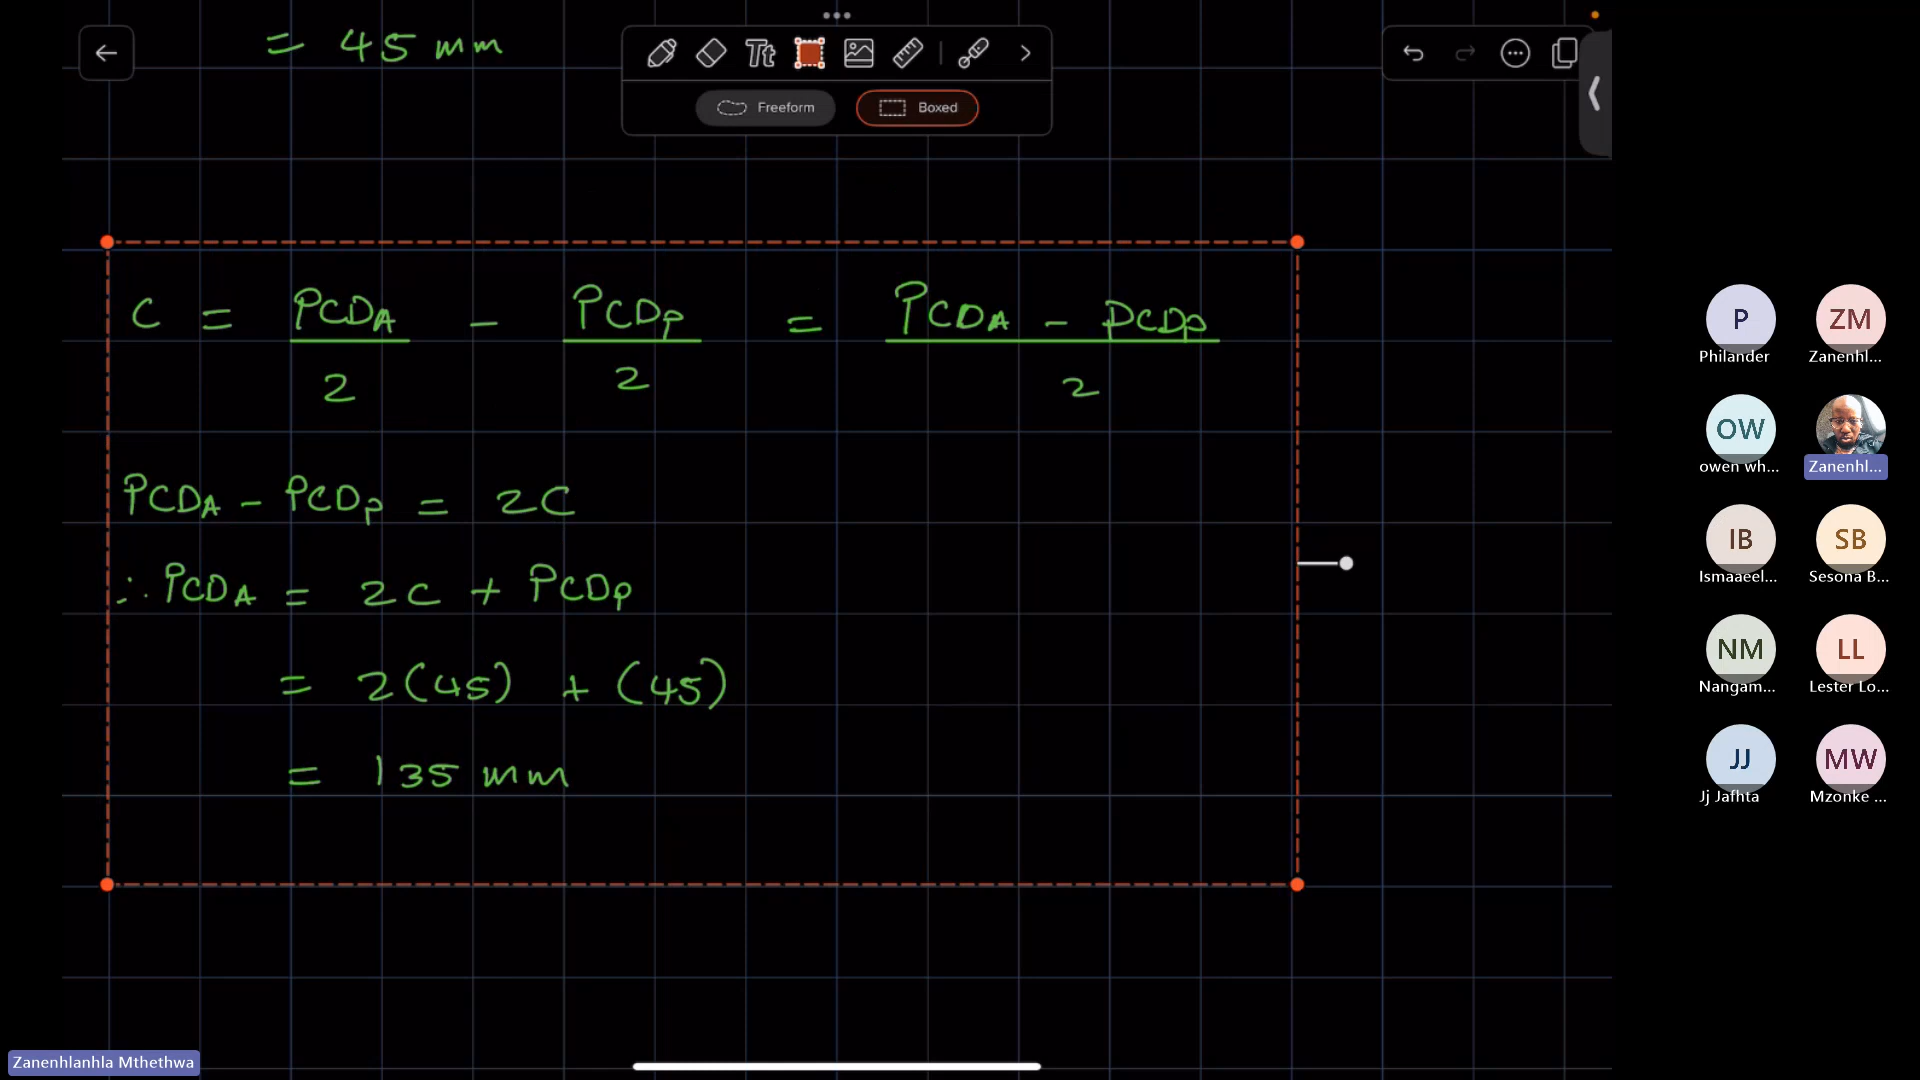 = 45 mm
Tt
Freeform
Boxed
C = PCDA/2 - PCDP/2 = PCDA - PCDP/2
PCDA - PCDP = 2C
∴ PCDA = 2C + PCDP
= 2(45) + (45)
= 135 mm
P
Philander
ZM
Zanenhl...
OW
owen wh...
Zanenhl...
IB
Ismaaeel...
SB
Sesona B...
NM
Nangam...
LL
Lester Lo...
JJ
Jj Jafhta
MW
Mzonke ...
Zanenhlanhla Mthethwa